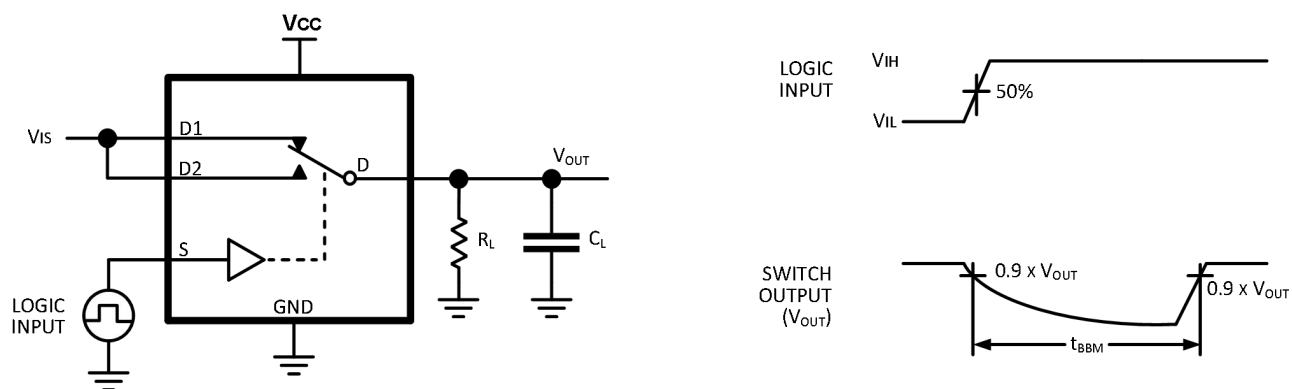 VCC
VIS
D1
D2
D
VOUT
S
RL
CL
LOGIC
INPUT
GND
LOGIC
INPUT
VIH
50%
VIL
SWITCH
OUTPUT
(VOUT)
0.9 x VOUT
0.9 x VOUT
tBBM